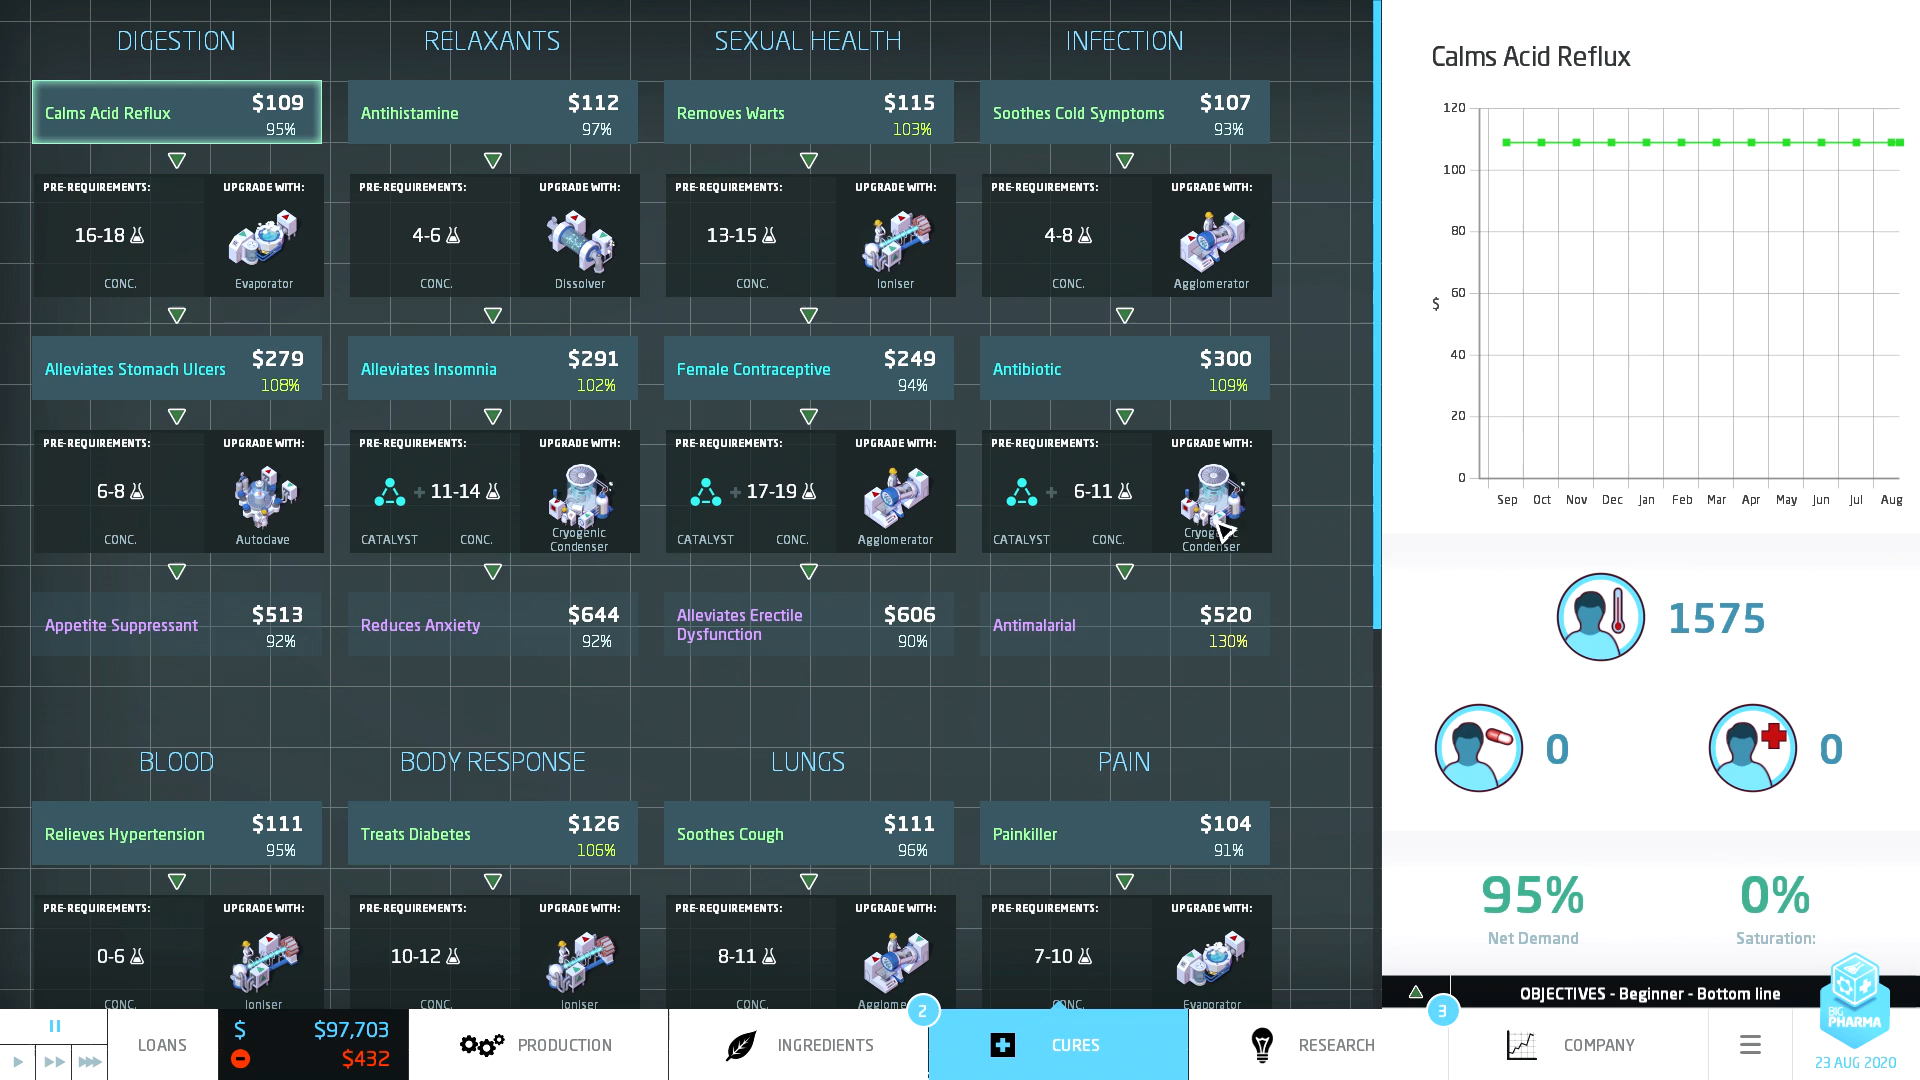 DIGESTION
RELAXANTS
SEXUAL HEALTH
INFECTION
Calms Acid Reflux $109 95%
Antihistamine $112 97%
Removes Warts $115 103%
Soothes Cold Symptoms $107 93%
PRE-REQUIREMENTS: UPGRADE WITH:
16-18
CONC. Evaporator
PRE-REQUIREMENTS: UPGRADE WITH:
4-6
CONC. Dissolver
PRE-REQUIREMENTS: UPGRADE WITH:
13-15
CONC. Ioniser
PRE-REQUIREMENTS: UPGRADE WITH:
4-8
CONC. Agglomerator
Alleviates Stomach Ulcers $279 108%
Alleviates Insomnia $291 102%
Female Contraceptive $249 94%
Antibiotic $300 109%
PRE-REQUIREMENTS: UPGRADE WITH:
6-8
CONC. Autoclave
PRE-REQUIREMENTS: UPGRADE WITH:
+ 11-14
CATALYST CONC. Cryogenic
Condenser
PRE-REQUIREMENTS: UPGRADE WITH:
+ 17-19
CATALYST CONC. Agglomerator
PRE-REQUIREMENTS: UPGRADE WITH:
+ 6-11
CATALYST CONC.
Condenser
Appetite Suppressant $513 92%
Reduces Anxiety $644 92%
Alleviates Erectile
Dysfunction $606 90%
Antimalarial $520 130%
BLOOD
BODY RESPONSE
LUNGS
PAIN
Relieves Hypertension $111 95%
Treats Diabetes $126 106%
Soothes Cough $111 96%
Painkiller $104 91%
PRE-REQUIREMENTS: UPGRADE WITH:
0-6
CONC. Ioniser
PRE-REQUIREMENTS: UPGRADE WITH:
10-12
CONC. Ioniser
PRE-REQUIREMENTS: UPGRADE WITH:
8-11
CONC.
PRE-REQUIREMENTS: UPGRADE WITH:
7-10
Evaporator
Calms Acid Reflux
120
100
80
60
$
40
20
0
Sep Oct Nov Dec Jan Feb Mar Apr May Jun Jul Aug
1575
0 0
95% 0%
Net Demand Saturation:
OBJECTIVES - Beginner - Bottom line
LOANS
$ $97,703
$432
PRODUCTION
INGREDIENTS
2
CURES
RESEARCH
3
COMPANY
BIG
PHARMA
23 AUG 2020